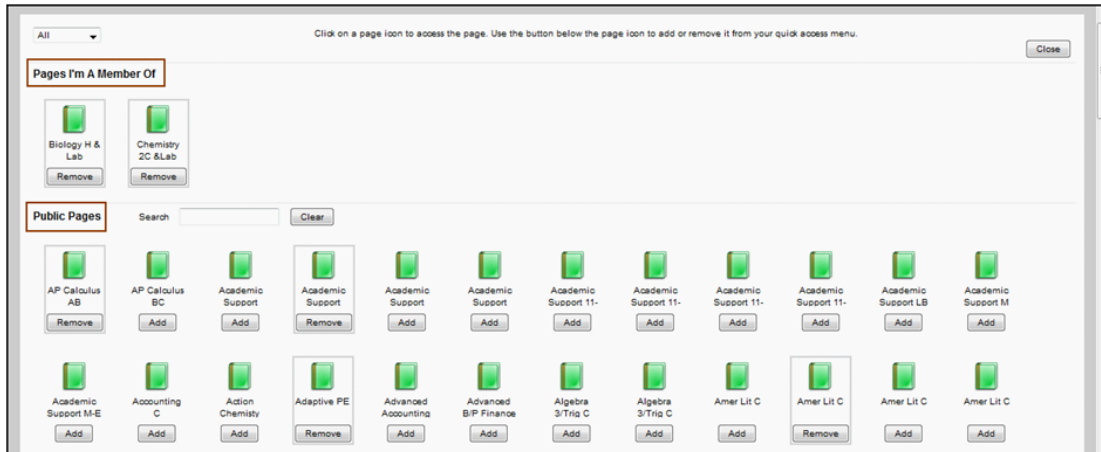 All
Click on a page icon to access the page. Use the button below the page icon to add or remove it from your quick access menu.
Close
Pages I'm A Member Of
Biology H &
Lab
Remove
Chemistry
2C &Lab
Remove
Public Pages
Search
Clear
AP Calculus
AB
Remove
AP Calculus
BC
Add
Academic
Support
Add
Academic
Support
Remove
Academic
Support
Add
Academic
Support
Add
Academic
Support 11-
Add
Academic
Support 11-
Add
Academic
Support 11-
Add
Academic
Support 11-
Add
Academic
Support LB
Add
Academic
Support M
Add
Academic
Support M-E
Add
Accounting
C
Add
Action
Chemisty
Add
Adaptive PE
Remove
Advanced
Accounting
Add
Advanced
B/P Finance
Add
Algebra
3/Trig C
Add
Algebra
3/Trig C
Add
Amer Lit C
Add
Amer Lit C
Remove
Amer Lit C
Add
Amer Lit C
Add